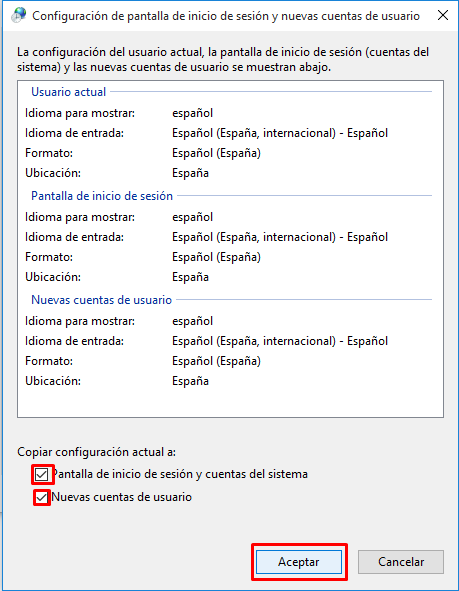 Configuración de pantalla de inicio de sesión y nuevas cuentas de usuario
La configuración del usuario actual, la pantalla de inicio de sesión (cuentas del
sistema) y las nuevas cuentas de usuario se muestran abajo.
Usuario actual
Idioma para mostrar: español
Idioma de entrada: Español (España, internacional) - Español
Formato: Español (España)
Ubicación: España
Pantalla de inicio de sesión
Idioma para mostrar: español
Idioma de entrada: Español (España, internacional) - Español
Formato: Español (España)
Ubicación: España
Nuevas cuentas de usuario
Idioma para mostrar: español
Idioma de entrada: Español (España, internacional) - Español
Formato: Español (España)
Ubicación: España
Copiar configuración actual a:
Pantalla de inicio de sesión y cuentas del sistema
Nuevas cuentas de usuario
Aceptar Cancelar